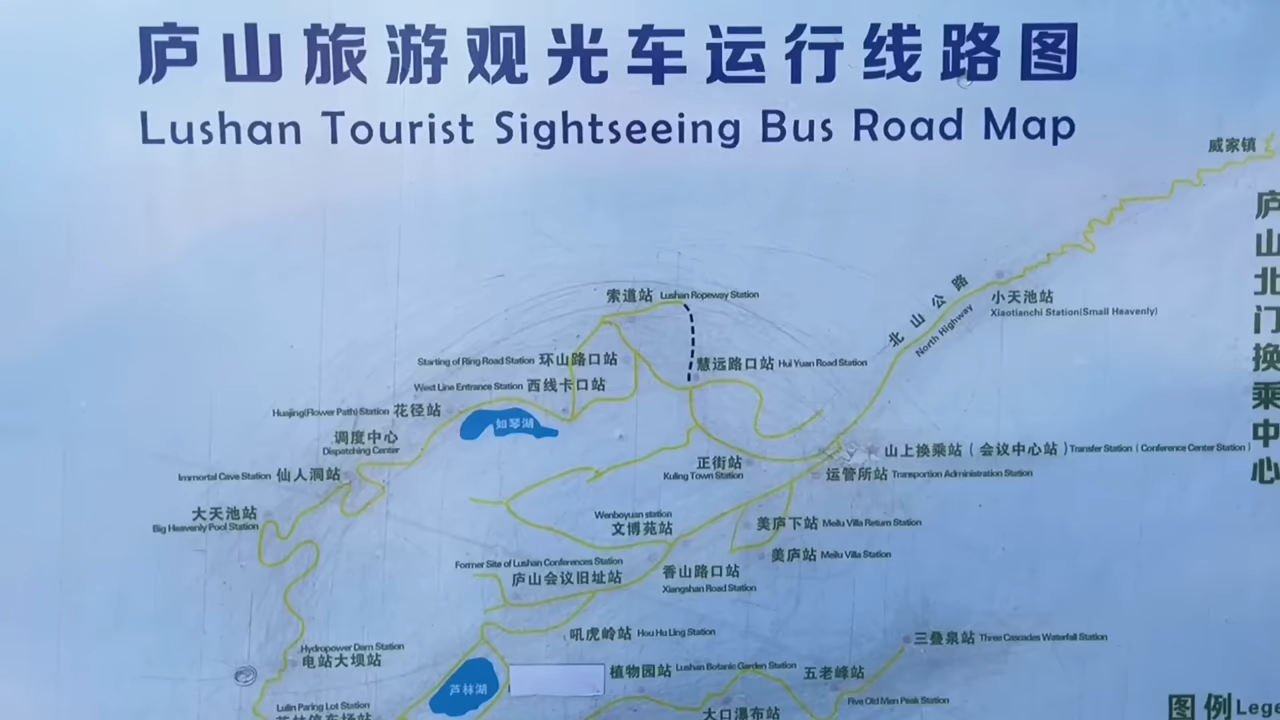 庐山旅游观光车运行线路图
Lushan Tourist Sightseeing Bus Road Map
威家镇
庐山北门换乘中心
北山公路
North Highway
小天池站
Xiaotianchi Station(Small Heavenly)
索道站 Lushan Ropeway Station
Starting of Ring Road Station 环山路口站
慧远路口站 Hui Yuan Road Station
West Line Entrance Station 西线卡口站
Huajing(Flower Path) Station 花径站
如琴湖
调度中心
Dispatching Center
山上换乘站（会议中心站）Transfer Station ( Conference Center Station )
正街站
Kuling Town Station
Immortal Cave Station 仙人洞站
运管所站 Transportion Administration Station
大天池站
Big Heavenly Pool Station
Wenboyuan station
文博苑站
美庐下站 Meilu Villa Return Station
美庐站 Meilu Villa Station
Former Site of Lushan Conferences Station
庐山会议旧址站
香山路口站
Xiangshan Road Station
吼虎岭站 Hou Hu Ling Station
三叠泉站 Three Cascades Waterfall Station
Hydropower Dam Station
电站大坝站
植物园站 Lushan Botanic Garden Station
五老峰站
Five Old Men Peak Station
芦林湖
Lulin Paring Lot Station
芦林停车场站
大口瀑布站
图例 Lege